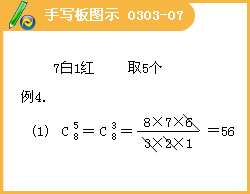 手写板图示 0303-07
7白1红 取5个
例4.
(1) C⁵₈ = C³₈ = 8×7×6 / 3×2×1 = 56